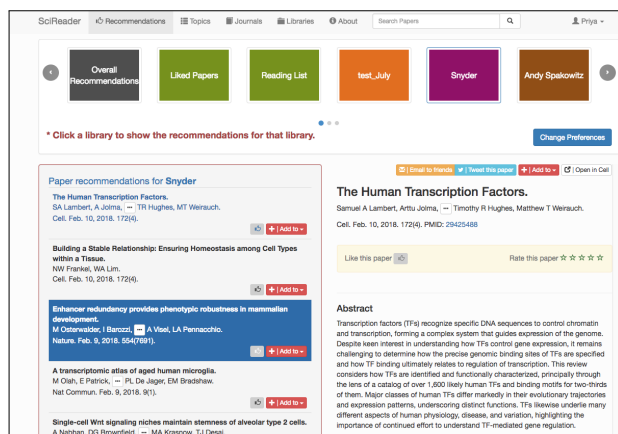 SciReader Recommendations Topics Journals Libraries About Search Papers Priya
Overall
Recommendations
Liked Papers
Reading List
test_July
Snyder
Andy Spakowitz
* Click a library to show the recommendations for that library.
Change Preferences
Paper recommendations for Snyder
The Human Transcription Factors.
SA Lambert, A Jolma, ... TR Hughes, MT Weirauch.
Cell. Feb. 10, 2018. 172(4).
+ | Add to
Building a Stable Relationship: Ensuring Homeostasis among Cell Types
within a Tissue.
NW Frankel, WA Lim.
Cell. Feb. 10, 2018. 172(4).
+ | Add to
Enhancer redundancy provides phenotypic robustness in mammalian
development.
M Osterwalder, I Barozzi, ... A Visel, LA Pennacchio.
Nature. Feb. 9, 2018. 554(7691).
+ | Add to
A transcriptomic atlas of aged human microglia.
M Olah, E Patrick, ... PL De Jager, EM Bradshaw.
Nat Commun. Feb. 9, 2018. 9(1).
+ | Add to
Single-cell Wnt signaling niches maintain stemness of alveolar type 2 cells.
A Nabhan, DG Brownfield, ... MA Krasnow, TJ Desai.
| Email to friends | Tweet this paper + | Add to | Open in Cell
The Human Transcription Factors.
Samuel A Lambert, Arttu Jolma, ... Timothy R Hughes, Matthew T Weirauch.
Cell. Feb. 10, 2018. 172(4). PMID: 29425488
Like this paper Rate this paper
Abstract
Transcription factors (TFs) recognize specific DNA sequences to control chromatin
and transcription, forming a complex system that guides expression of the genome.
Despite keen interest in understanding how TFs control gene expression, it remains
challenging to determine how the precise genomic binding sites of TFs are specified
and how TF binding ultimately relates to regulation of transcription. This review
considers how TFs are identified and functionally characterized, principally through
the lens of a catalog of over 1,600 likely human TFs and binding motifs for two-thirds
of them. Major classes of human TFs differ markedly in their evolutionary trajectories
and expression patterns, underscoring distinct functions. TFs likewise underlie many
different aspects of human physiology, disease, and variation, highlighting the
importance of continued effort to understand TF-mediated gene regulation.